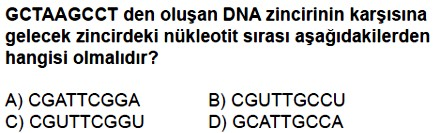 GCTAAGCCT den oluşan DNA zincirinin karşısına
gelecek zincirdeki nükleotit sırası aşağıdakilerden
hangisi olmalıdır?
A) CGATTCGGA B) CGUTTGCCU
C) CGUTTCGGU D) GCATTGCCA